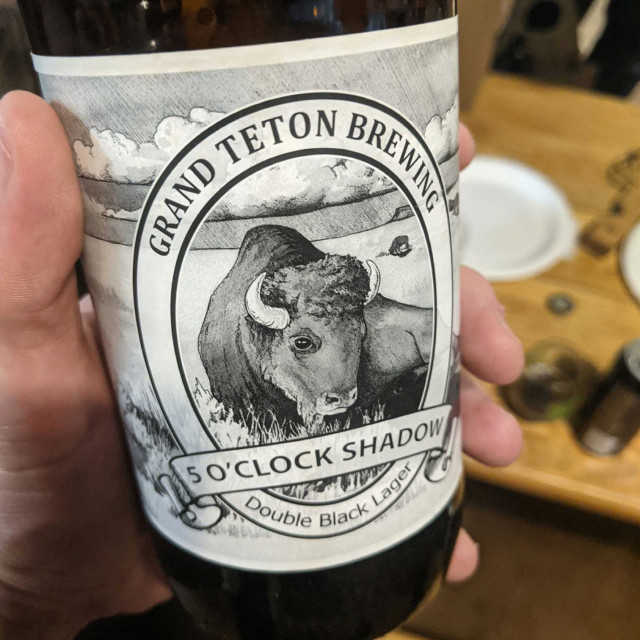 GRAND TETON BREWING
5 O'CLOCK SHADOW
Double Black Lager